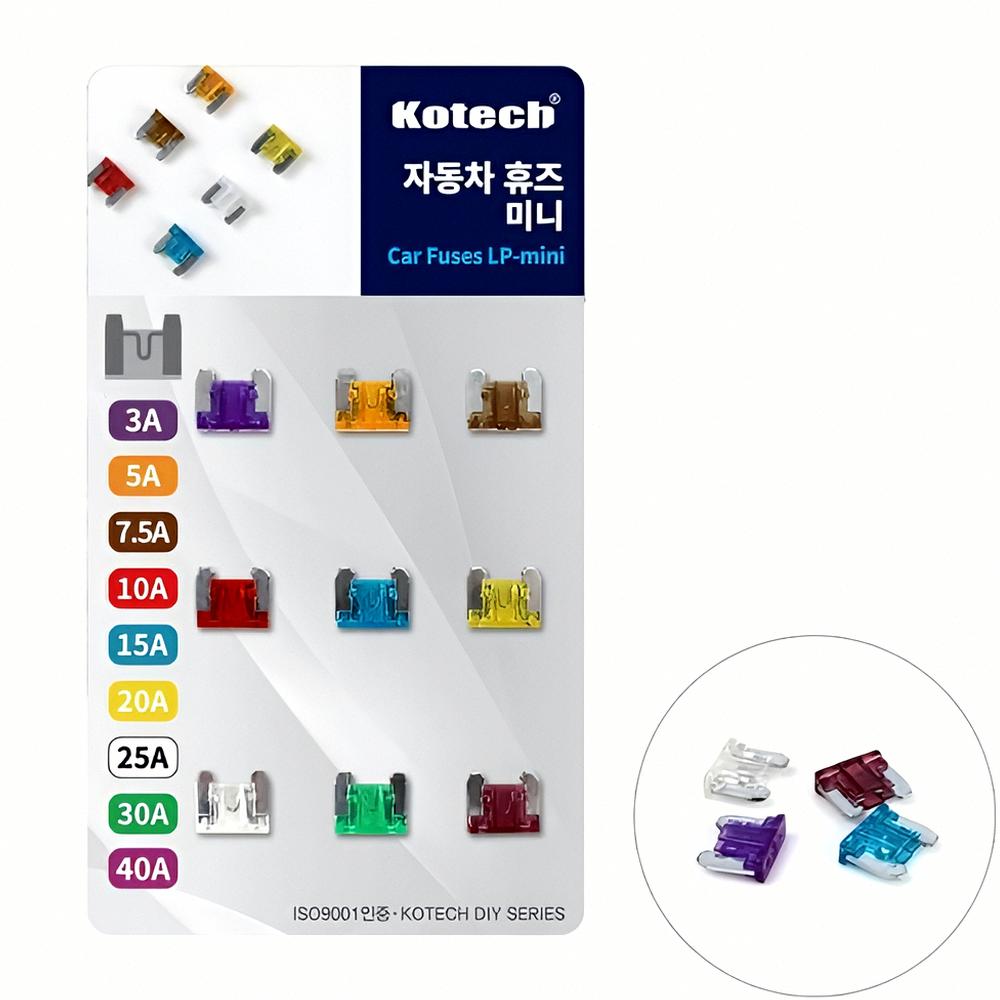 Kotech®
자동차 휴즈
미니
Car Fuses LP-mini
3A
5A
7.5A
10A
15A
20A
25A
30A
40A
ISO9001인증·KOTECH DIY SERIES